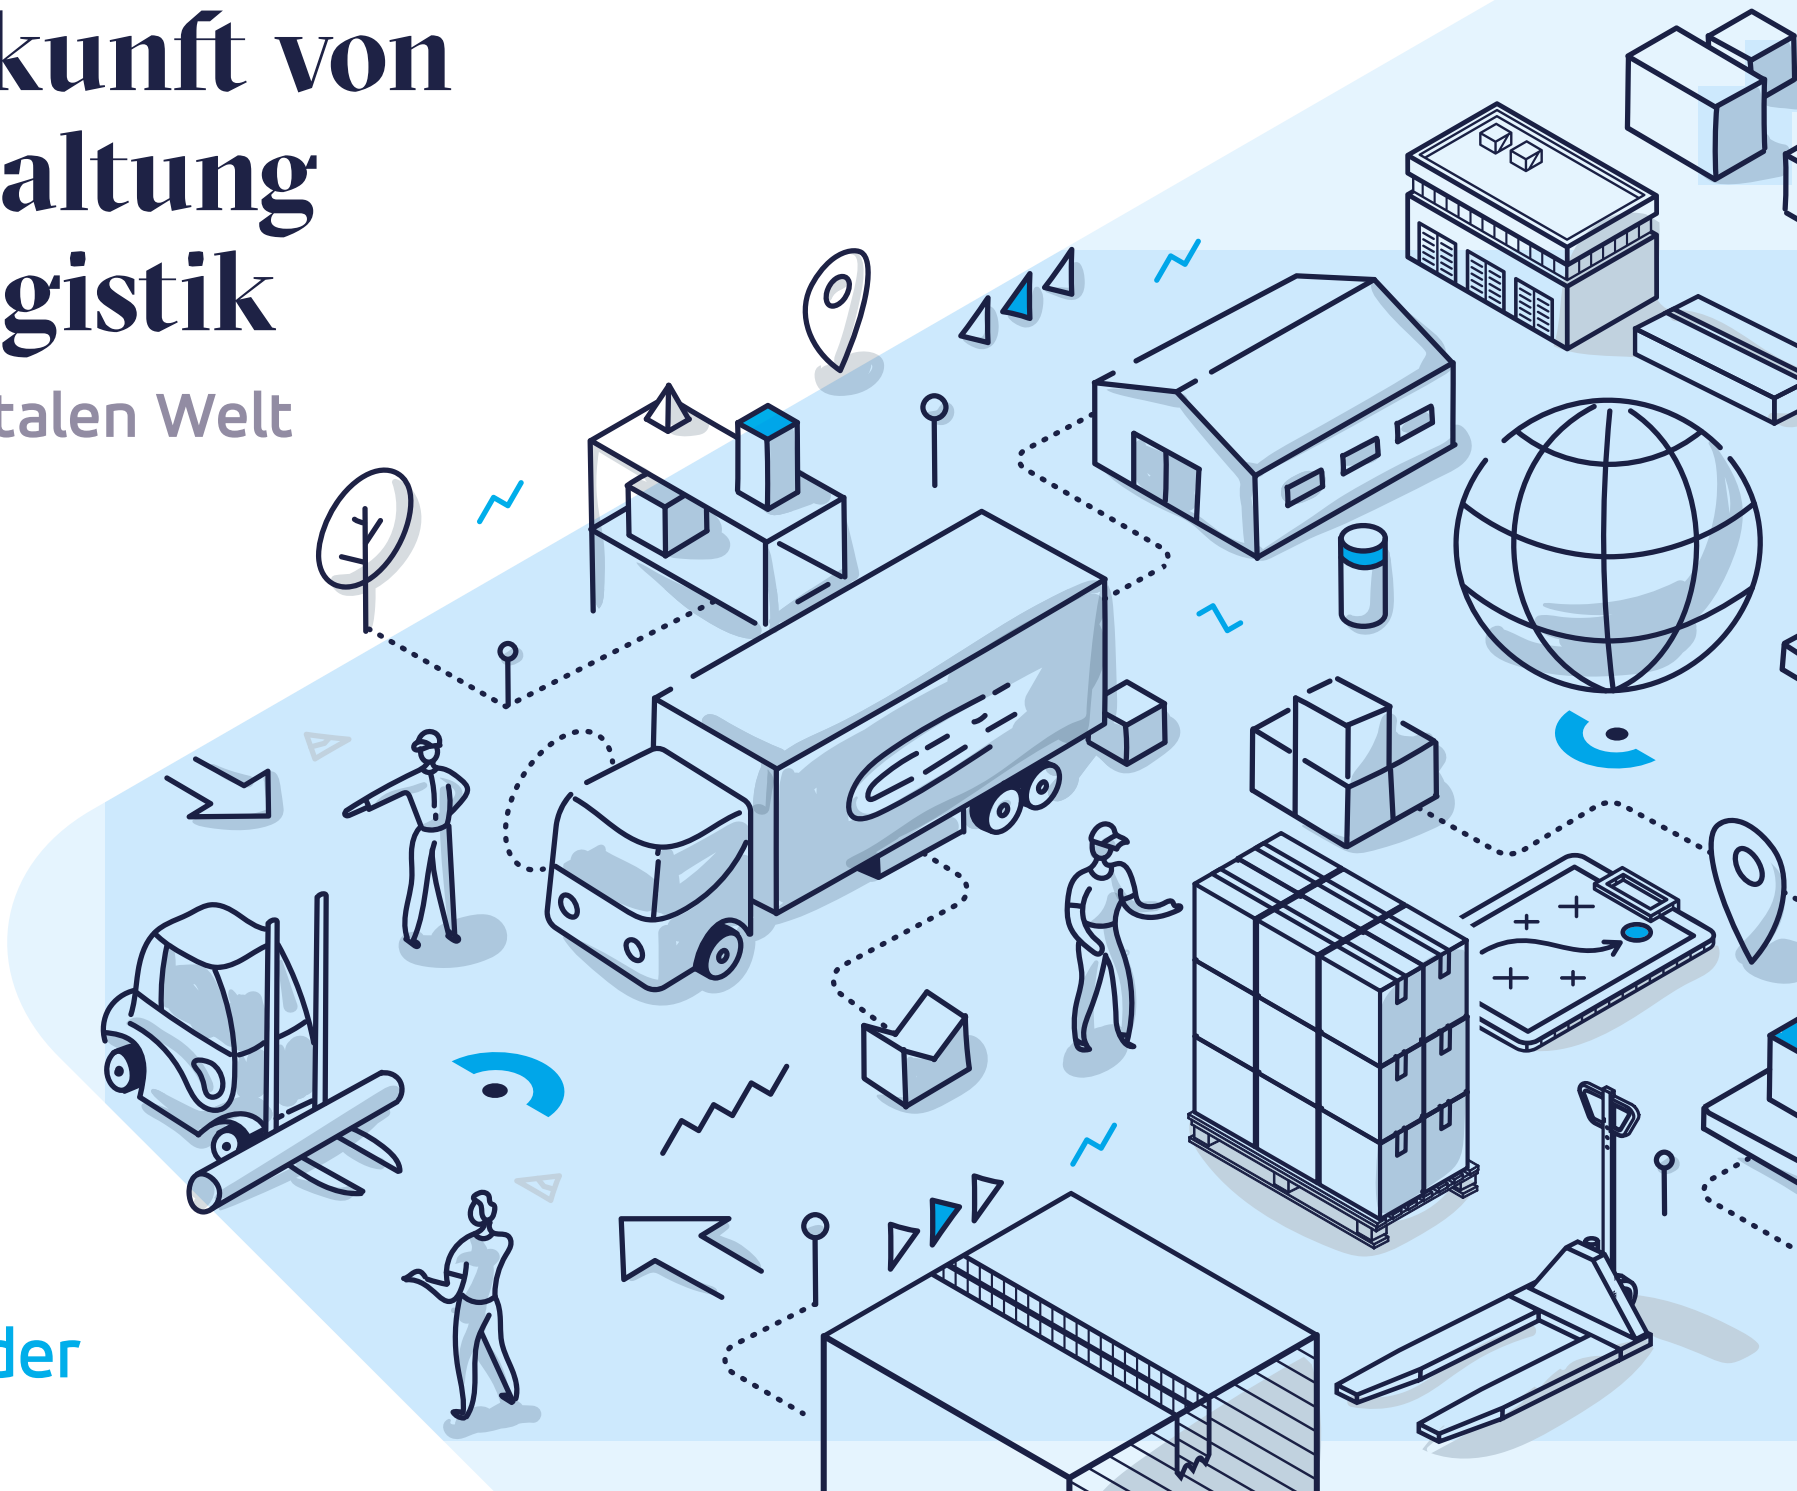 kunft von
altung
gistik
talen Welt
der